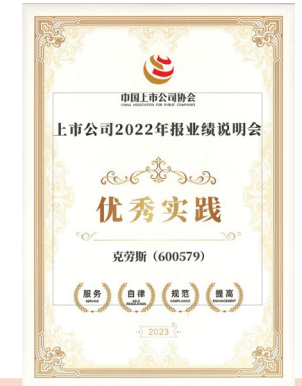 中国上市公司协会
CHINA ASSOCIATION FOR PUBLIC COMPANIES
上市公司2022年报业绩说明会
优秀实践
克劳斯（600579）
服务 自律 规范 提高
SERVICE SELF REGULATION COMPLIANCE ENHANCEMENT
2023